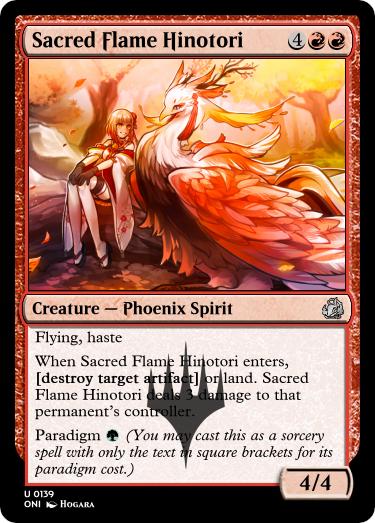 Sacred Flame Hinotori 4
Creature — Phoenix Spirit
Flying, haste
When Sacred Flame Hinotori enters,
[destroy target artifact] or land. Sacred
Flame Hinotori deals 3 damage to that
permanent's controller.
Paradigm (You may cast this as a sorcery
spell with only the text in square brackets for its
paradigm cost.)
4/4
U 0139
ONI Hogara